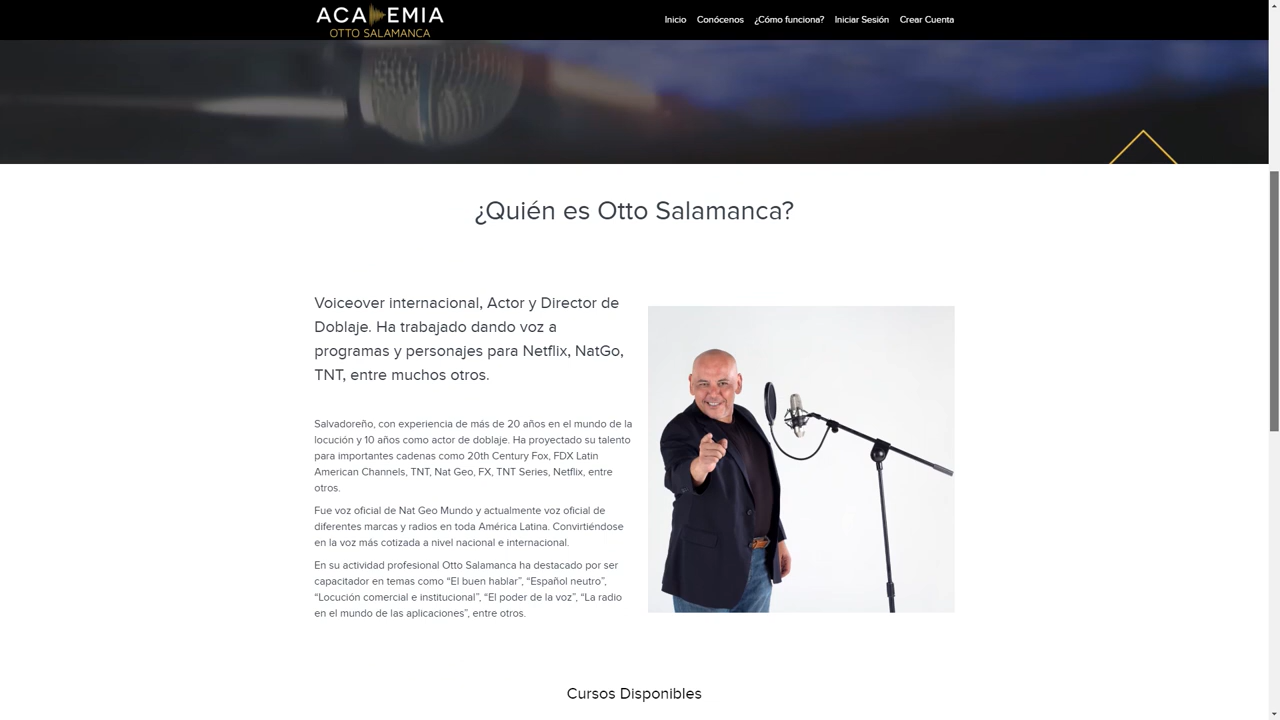 ACADEMIA
OTTO SALAMANCA
Inicio Conócenos ¿Cómo funciona? Iniciar Sesión Crear Cuenta
¿Quién es Otto Salamanca?
Voiceover internacional, Actor y Director de
Doblaje. Ha trabajado dando voz a
programas y personajes para Netflix, NatGo,
TNT, entre muchos otros.
Salvadoreño, con experiencia de más de 20 años en el mundo de la
locución y 10 años como actor de doblaje. Ha proyectado su talento
para importantes cadenas como 20th Century Fox, FDX Latin
American Channels, TNT, Nat Geo, FX, TNT Series, Netflix, entre
otros.
Fue voz oficial de Nat Geo Mundo y actualmente voz oficial de
diferentes marcas y radios en toda América Latina. Convirtiéndose
en la voz más cotizada a nivel nacional e internacional.
En su actividad profesional Otto Salamanca ha destacado por ser
capacitador en temas como “El buen hablar”, “Español neutro”,
“Locución comercial e institucional”, “El poder de la voz”, “La radio
en el mundo de las aplicaciones”, entre otros.
Cursos Disponibles